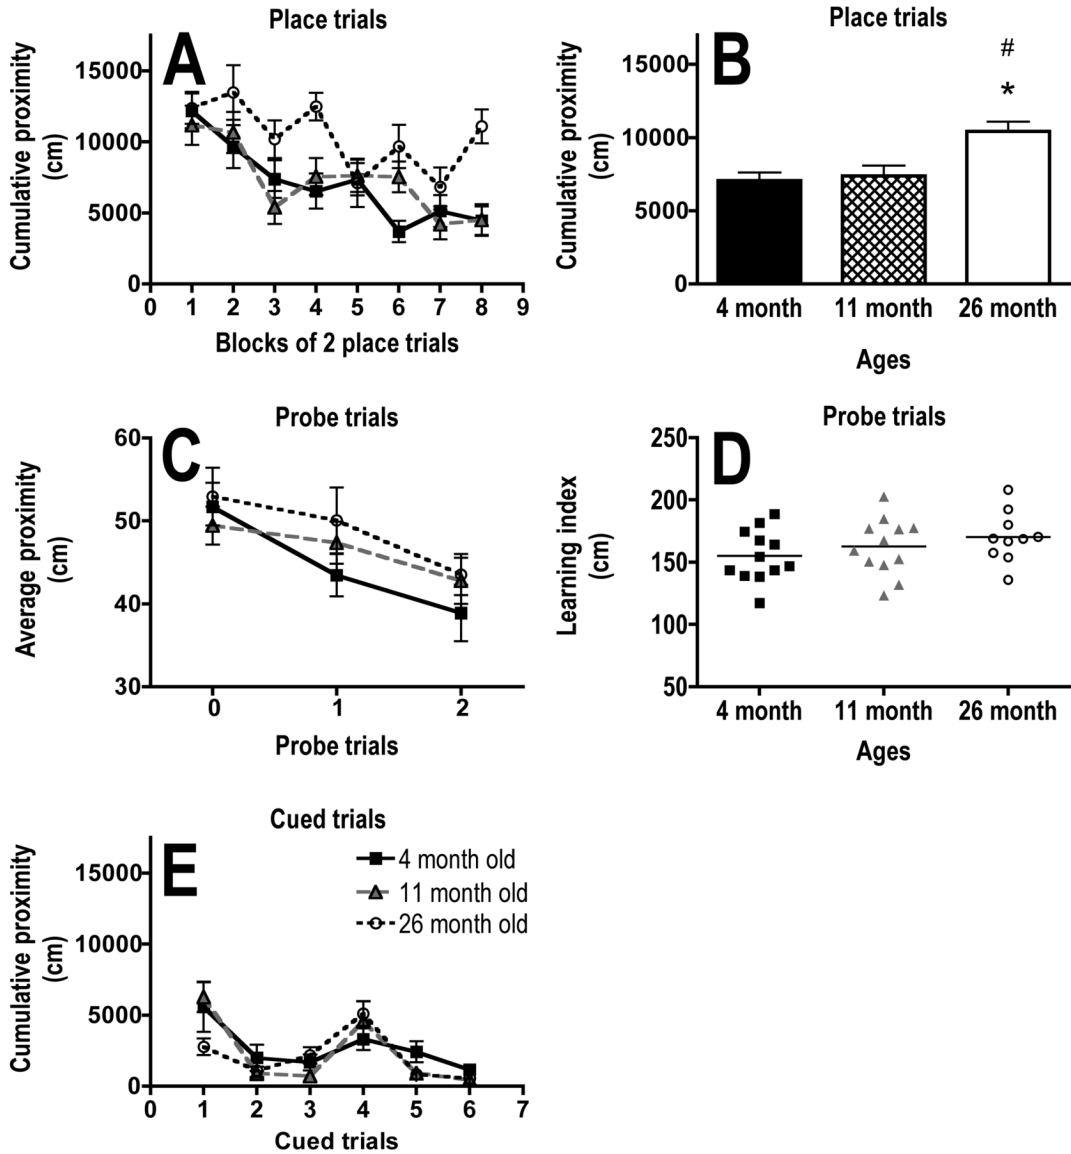 Place trials
A
Cumulative proximity
(cm)
15000
10000
5000
0
0 1 2 3 4 5 6 7 8 9
Blocks of 2 place trials
Place trials
B
#
*
Cumulative proximity
(cm)
15000
10000
5000
0
4 month 11 month 26 month
Ages
Probe trials
C
Average proximity
(cm)
60
50
40
30
0 1 2
Probe trials
Probe trials
D
Learning index
(cm)
250
200
150
100
50
4 month 11 month 26 month
Ages
Cued trials
E
4 month old
11 month old
26 month old
Cumulative proximity
(cm)
15000
10000
5000
0
0 1 2 3 4 5 6 7
Cued trials